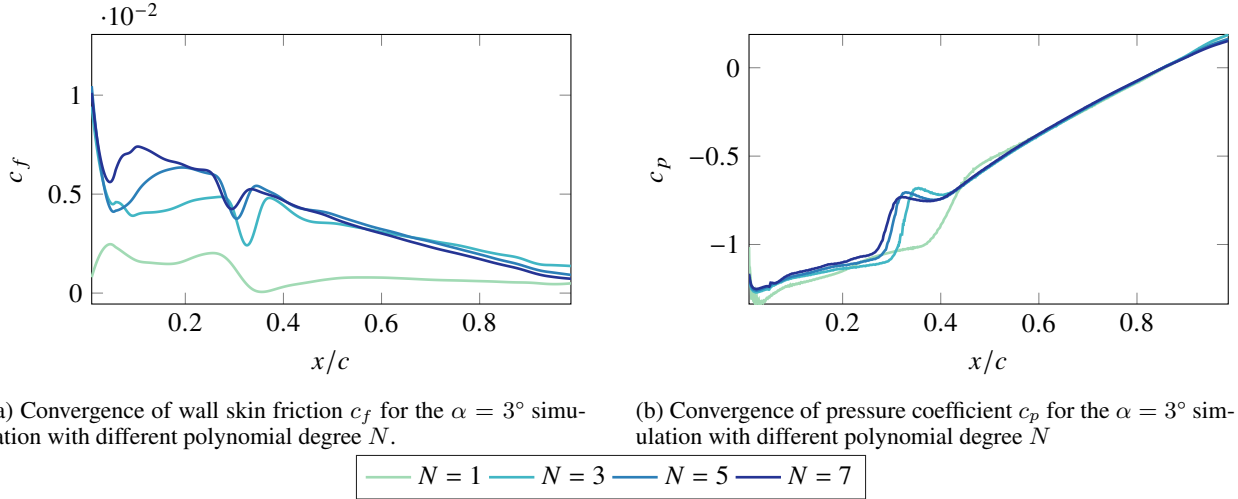 ·10⁻²
1
0.5
0
c_f
0.2
0.4
0.6
0.8
x/c
0
−0.5
−1
c_p
0.2
0.4
0.6
0.8
x/c
a) Convergence of wall skin friction c_f for the α = 3° simu-
ation with different polynomial degree N.
(b) Convergence of pressure coefficient c_p for the α = 3° sim-
ulation with different polynomial degree N
N = 1 N = 3 N = 5 N = 7